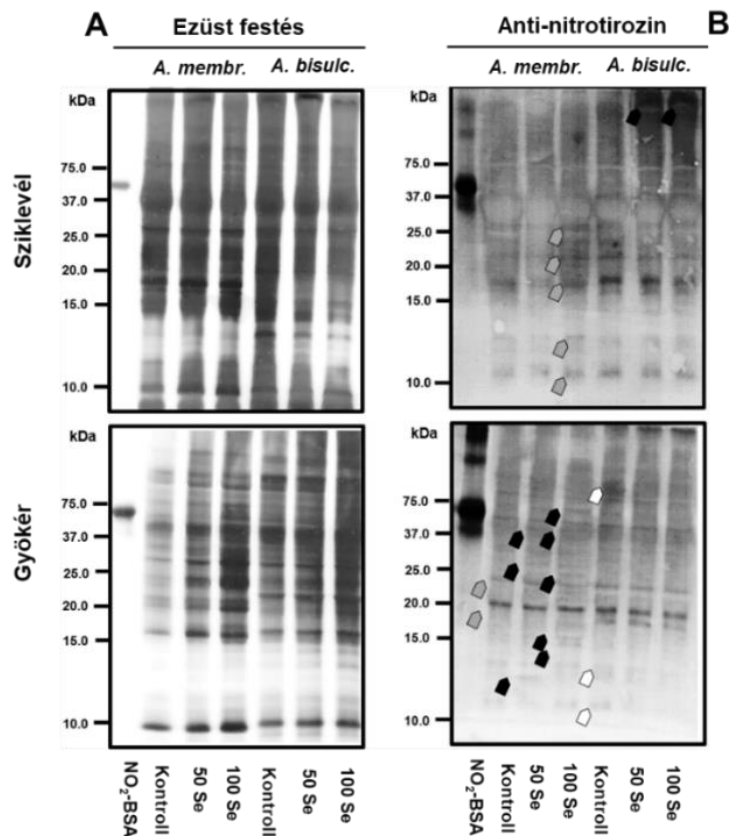 A
Ezüst festés
Anti-nitrotirozin
B
A. membr.
A. bisulc.
A. membr.
A. bisulc.
Sziklevél
kDa
75.0
37.0
25.0
20.0
15.0
10.0
kDa
75.0
37.0
25.0
20.0
15.0
10.0
Gyökér
kDa
75.0
37.0
25.0
20.0
15.0
10.0
kDa
75.0
37.0
25.0
20.0
15.0
10.0
NO₂-BSA
Kontroll
50 Se
100 Se
Kontroll
50 Se
100 Se
NO₂-BSA
Kontroll
50 Se
100 Se
Kontroll
50 Se
100 Se